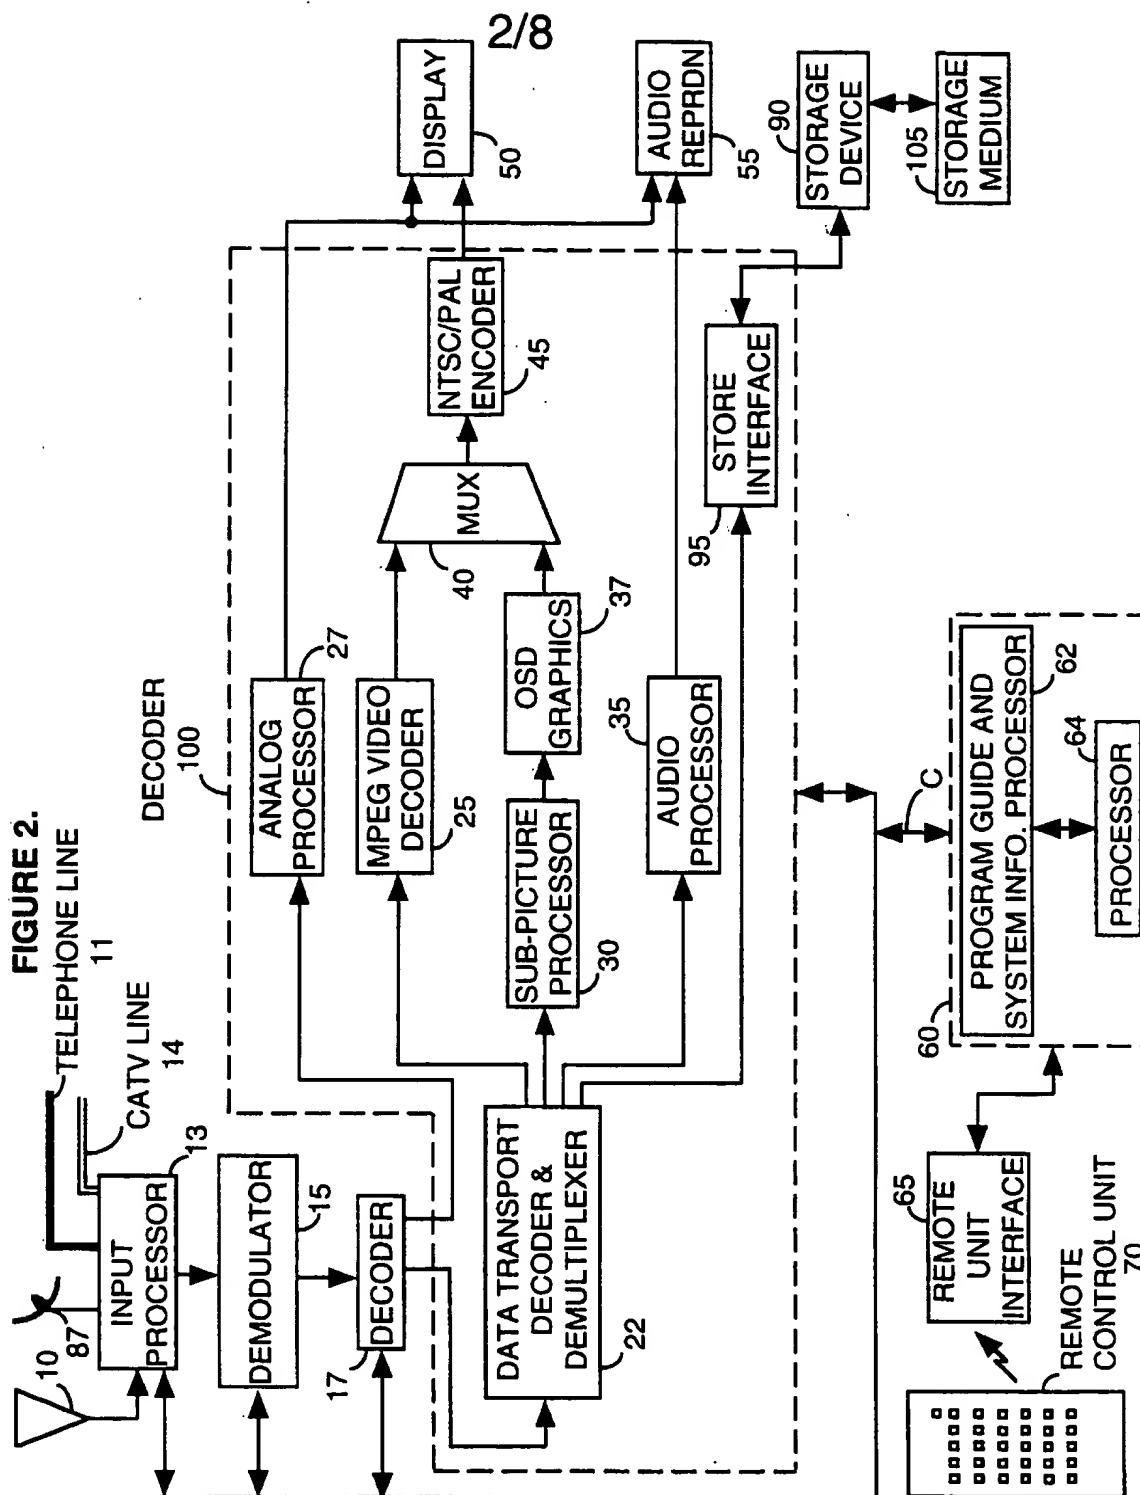 2/8
FIGURE 2.
TELEPHONE LINE
11
CATV LINE
14
10
87
INPUT
PROCESSOR
13
DEMODULATOR
15
DECODER
17
DECODER
100
ANALOG
PROCESSOR
27
MPEG VIDEO
DECODER
25
DATA TRANSPORT
DECODER &
DEMULTIPLEXER
22
SUB-PICTURE
PROCESSOR
30
OSD
GRAPHICS
37
MUX
40
NTSC/PAL
ENCODER
45
DISPLAY
50
AUDIO
PROCESSOR
35
AUDIO
REPRDN
55
STORE
INTERFACE
95
STORAGE
DEVICE
90
STORAGE
MEDIUM
105
C
60
PROGRAM GUIDE AND
SYSTEM INFO. PROCESSOR
62
PROCESSOR
64
REMOTE
UNIT
INTERFACE
65
REMOTE
CONTROL UNIT
70